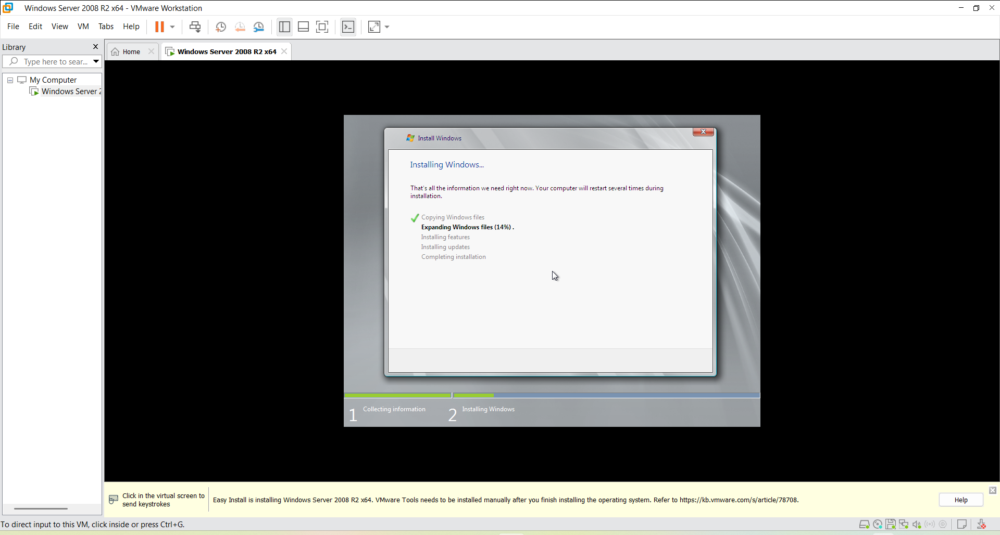 Windows Server 2008 R2 x64 - VMware Workstation
File Edit View VM Tabs Help
Library
Type here to sear...
My Computer
Windows Server 2
Home
Windows Server 2008 R2 x64
Install Windows
Installing Windows...
That's all the information we need right now. Your computer will restart several times during
installation.
Copying Windows files
Expanding Windows files (14%) .
Installing features
Installing updates
Completing installation
1 Collecting information 2 Installing Windows
Click in the virtual screen to
send keystrokes
Easy Install is installing Windows Server 2008 R2 x64. VMware Tools needs to be installed manually after you finish installing the operating system. Refer to https://kb.vmware.com/s/article/78708.
Help
To direct input to this VM, click inside or press Ctrl+G.